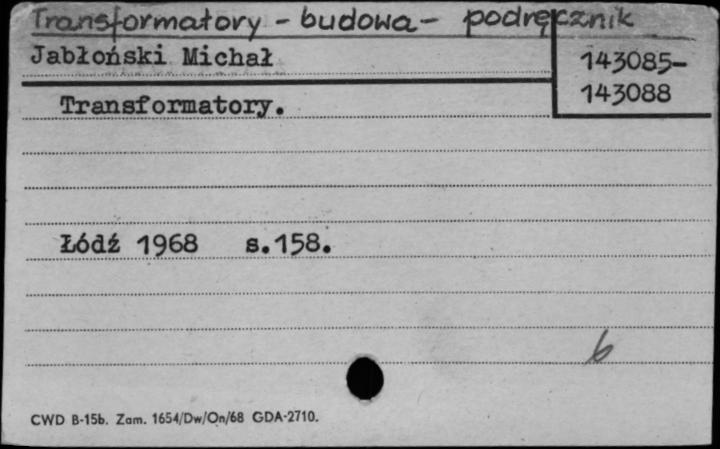 Transformatory - budowa - podręcznik
Jabłoński Michał
143085-
143088
Transformatory.
Łódź 1968 s.158.
6
CWD B-15b. Zam. 1654/Dw/On/68 GDA-2710.